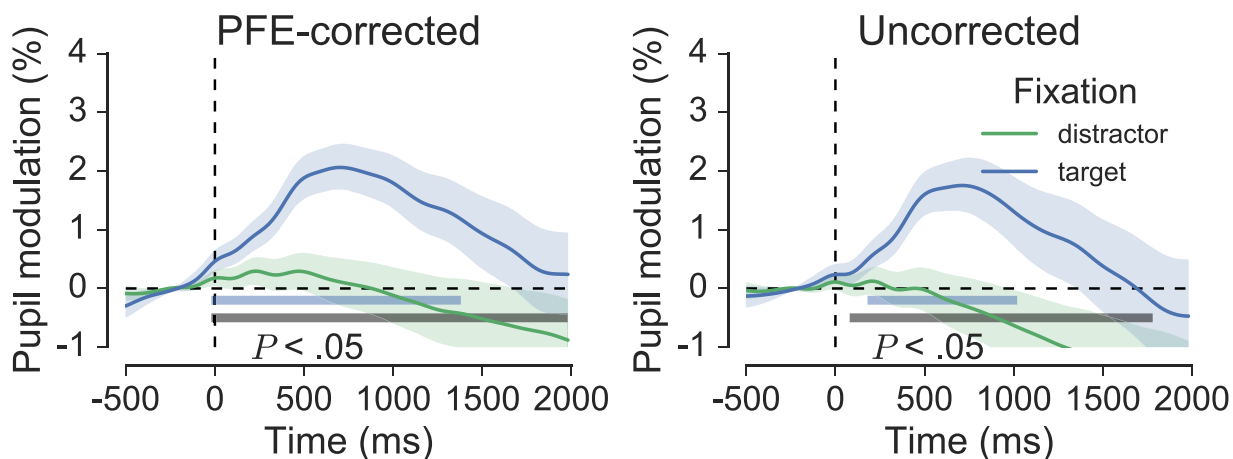 PFE-corrected
Pupil modulation (%)
4
3
2
1
0
-1
P < .05
-500 0 500 1000 1500 2000
Time (ms)
Uncorrected
Pupil modulation (%)
4
3
2
1
0
-1
Fixation
distractor
target
P < .05
-500 0 500 1000 1500 2000
Time (ms)